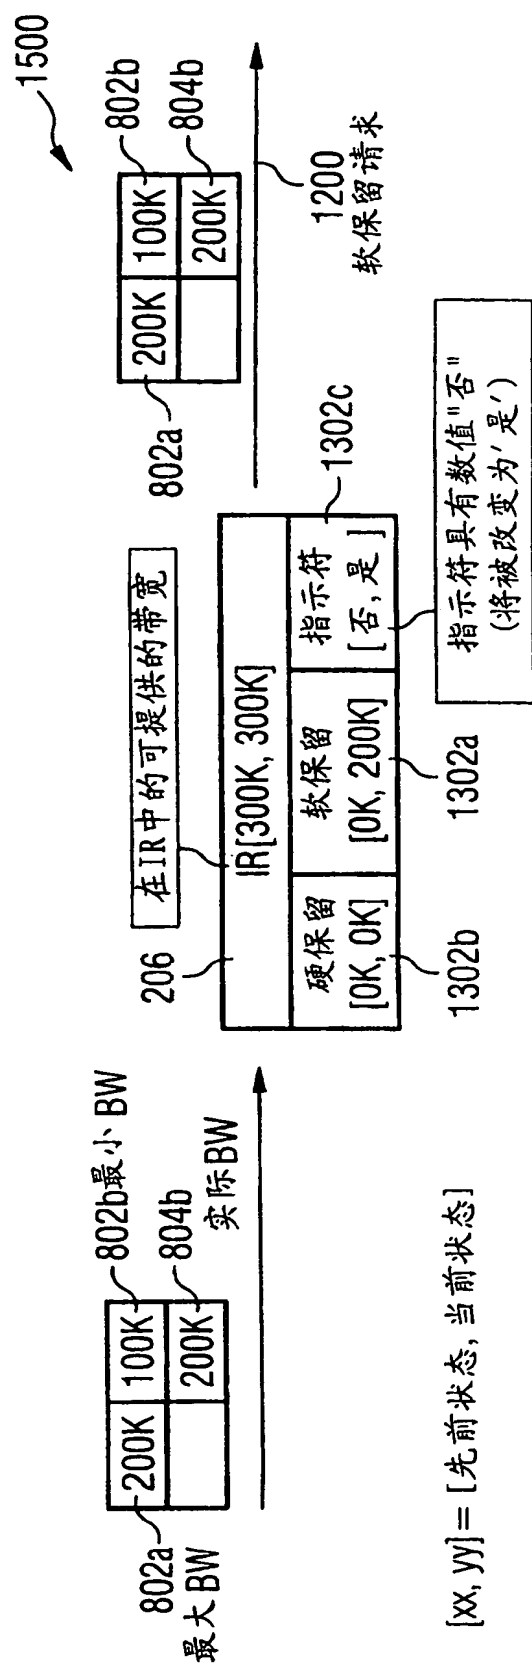 1500
802a
最大BW
200K
100K
802b最小BW
200K
804b
实际BW
206
在IR中的可提供的带宽
IR[300K, 300K]
硬保留
[0K, 0K]
软保留
[0K, 200K]
指示符
[否,是]
1302b
1302a
1302c
指示符具有数值"否"
(将被改变为'是')
802a
200K
100K
802b
200K
804b
1200
软保留请求
[xx, yy]=[先前状态,当前状态]